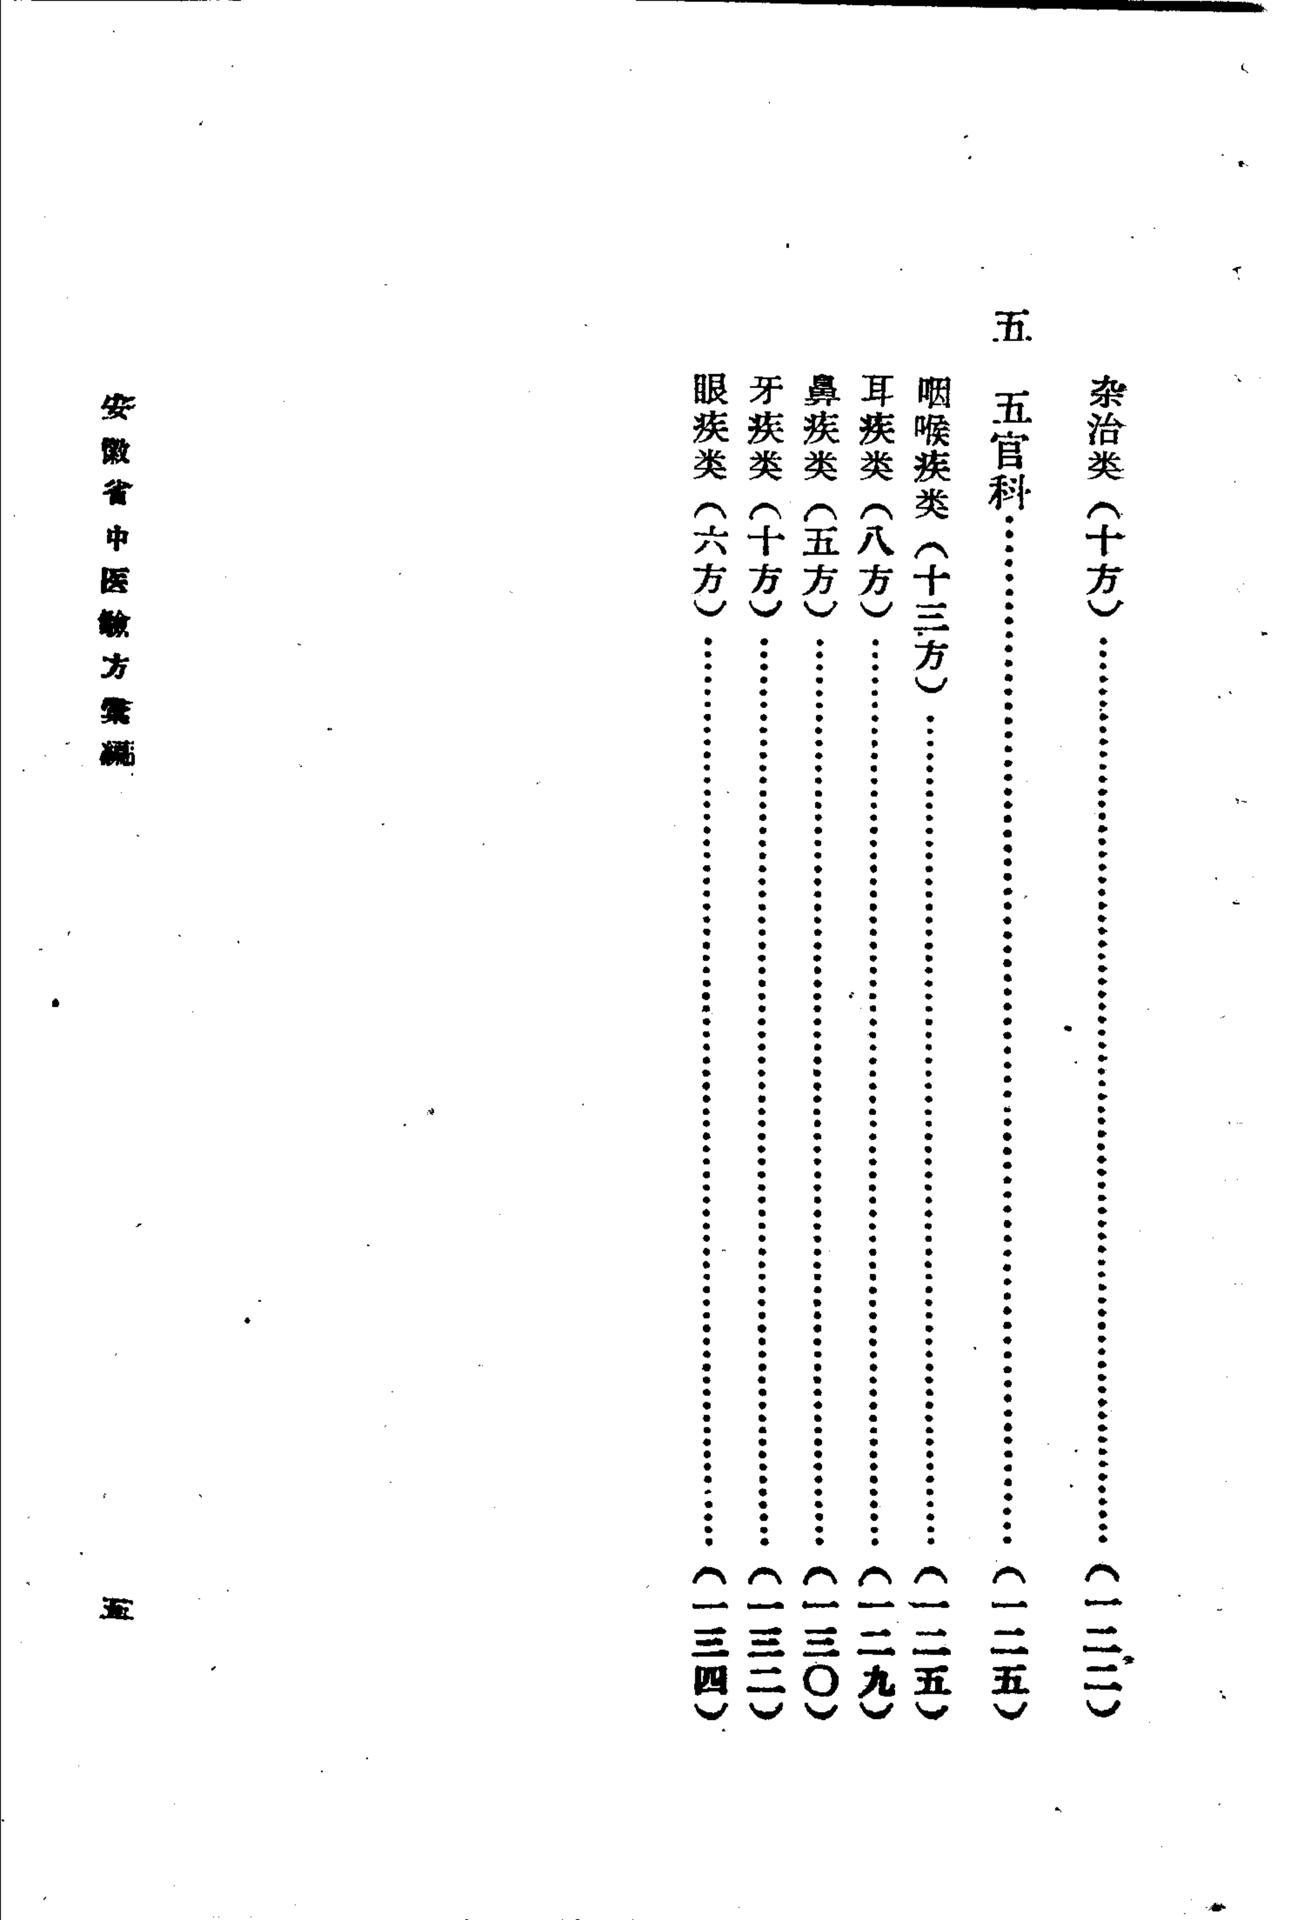 杂治类（十方）……（一二二）
五　五官科……（一二五）
咽喉疾类（十三方）……（一二五）
耳疾类（八方）……（一二九）
鼻疾类（五方）……（一三〇）
牙疾类（十方）……（一三二）
眼疾类（六方）……（一三四）
安徽省中医驗方彙編
五